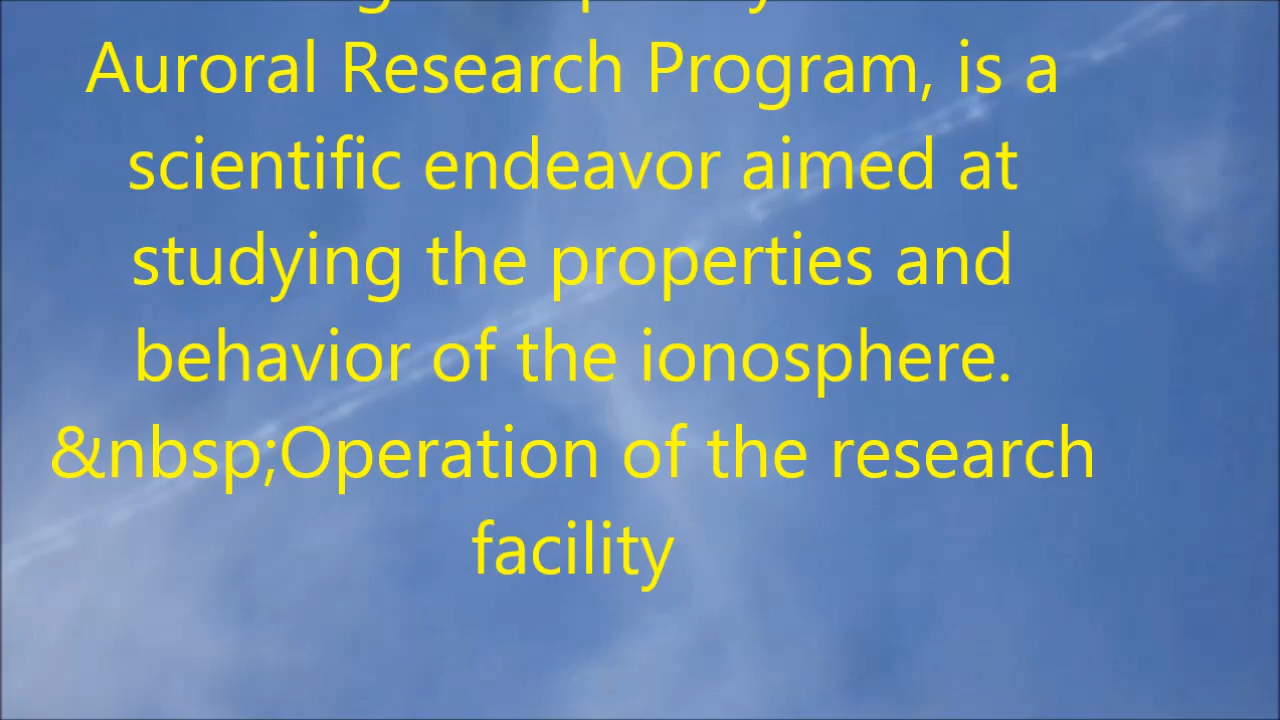 Auroral Research Program, is a
scientific endeavor aimed at
studying the properties and
behavior of the ionosphere.
&nbsp;Operation of the research
facility